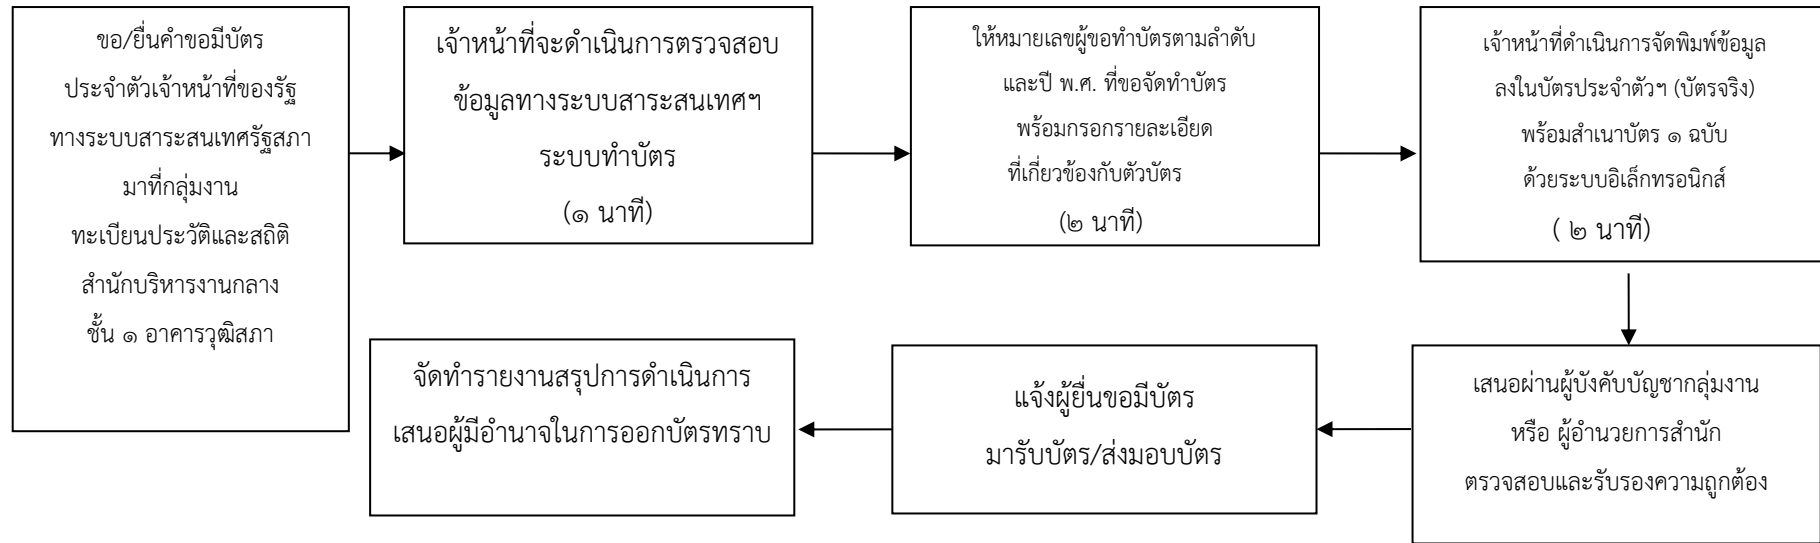 ขอ/ยื่นคำขอมีบัตร
ประจำตัวเจ้าหน้าที่ของรัฐ
ทางระบบสาระสนเทศรัฐสภา
มาที่กลุ่มงาน
ทะเบียนประวัติและสถิติ
สำนักบริหารงานกลาง
ชั้น ๑ อาคารวุฒิสภา
เจ้าหน้าที่จะดำเนินการตรวจสอบ
ข้อมูลทางระบบสาระสนเทศฯ
ระบบทำบัตร
(๑ นาที)
ให้หมายเลขผู้ขอทำบัตรตามลำดับ
และปี พ.ศ. ที่ขอจัดทำบัตร
พร้อมกรอกรายละเอียด
ที่เกี่ยวข้องกับตัวบัตร
(๒ นาที)
เจ้าหน้าที่ดำเนินการจัดพิมพ์ข้อมูล
ลงในบัตรประจำตัวฯ (บัตรจริง)
พร้อมสำเนาบัตร ๑ ฉบับ
ด้วยระบบอิเล็กทรอนิกส์
( ๒ นาที)
เสนอผ่านผู้บังคับบัญชากลุ่มงาน
หรือ ผู้อำนวยการสำนัก
ตรวจสอบและรับรองความถูกต้อง
แจ้งผู้ยื่นขอมีบัตร
มารับบัตร/ส่งมอบบัตร
จัดทำรายงานสรุปการดำเนินการ
เสนอผู้มีอำนาจในการออกบัตรทราบ